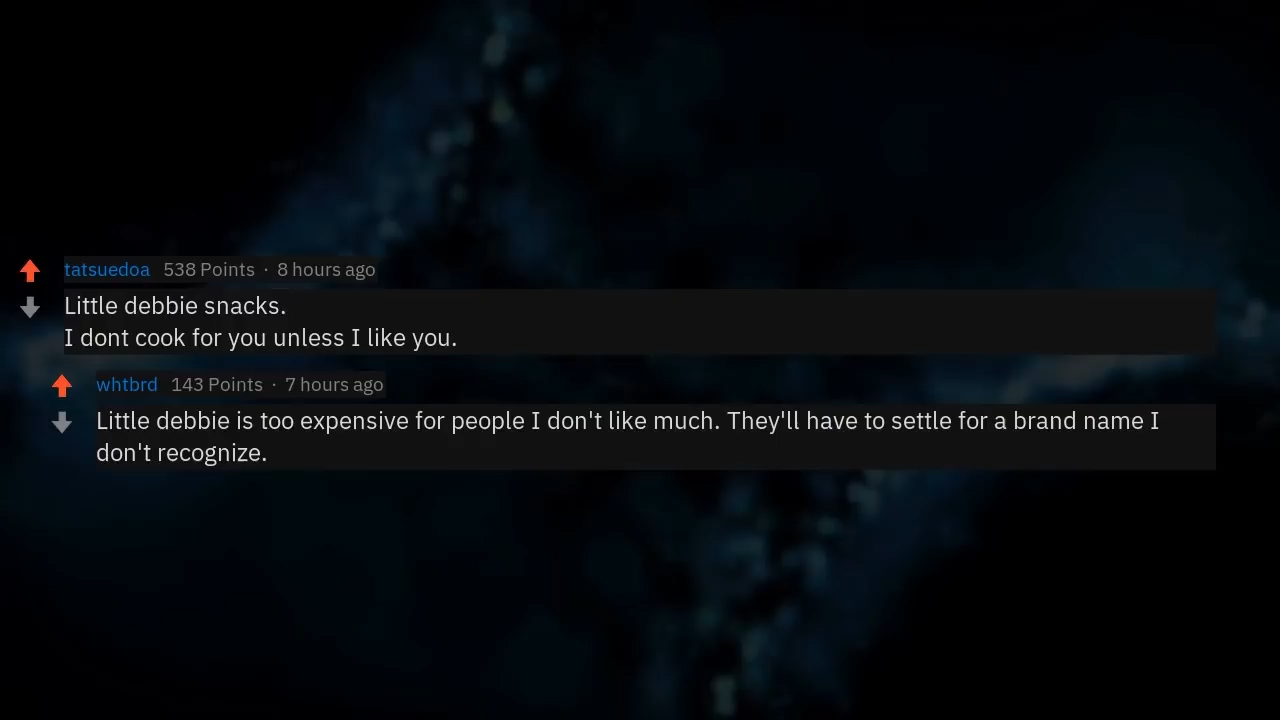 tatsuedoa 538 Points · 8 hours ago
Little debbie snacks.
I dont cook for you unless I like you.
whtbrd 143 Points · 7 hours ago
Little debbie is too expensive for people I don't like much. They'll have to settle for a brand name I
don't recognize.